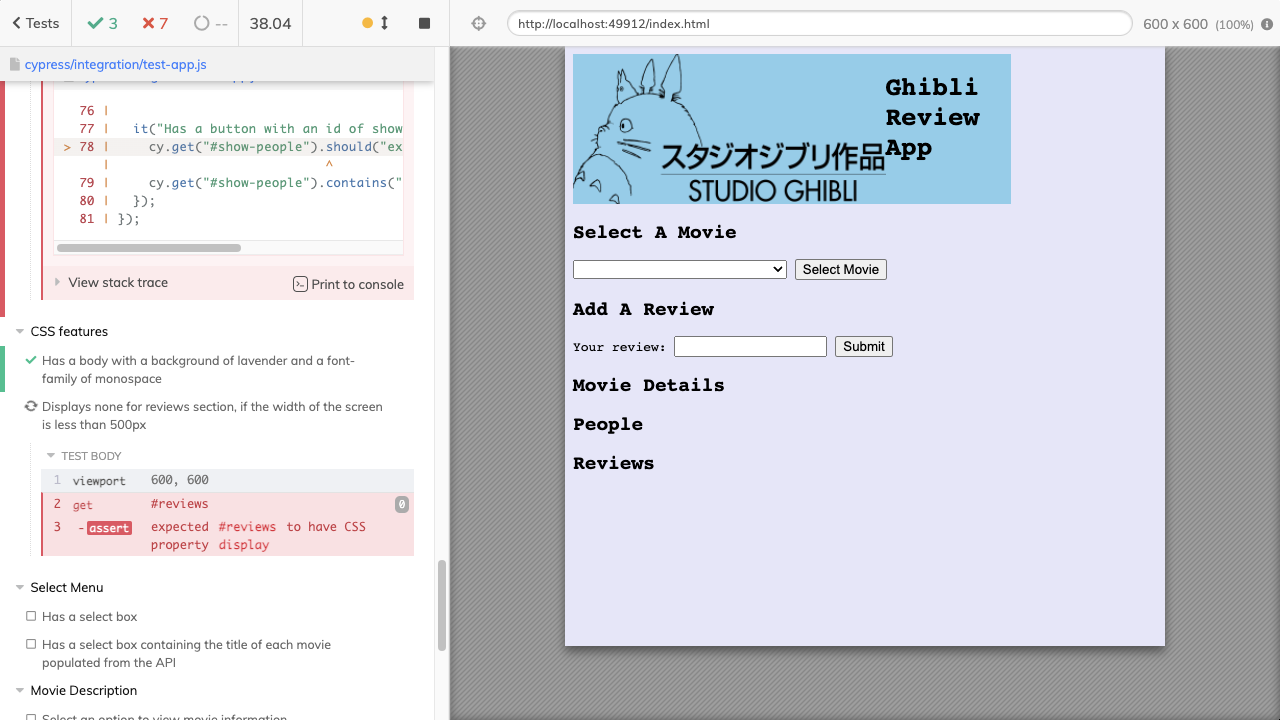 Tests
3
7
--
38.04
http://localhost:49912/index.html
600 x 600 (100%)
cypress/integration/test-app.js
76 |
77 |   it("Has a button with an id of show
> 78 |     cy.get("#show-people").should("ex
|                            ^
79 |     cy.get("#show-people").contains("
80 |   });
81 | });
View stack trace
Print to console
CSS features
Has a body with a background of lavender and a font-
family of monospace
Displays none for reviews section, if the width of the screen
is less than 500px
TEST BODY
1 viewport 600, 600
2 get #reviews 0
3 -assert expected #reviews to have CSS
property display
Select Menu
Has a select box
Has a select box containing the title of each movie
populated from the API
Movie Description
Select an option to view movie information
スタジオジブリ作品
STUDIO GHIBLI
Ghibli
Review
App
Select A Movie
Select Movie
Add A Review
Your review:
Submit
Movie Details
People
Reviews